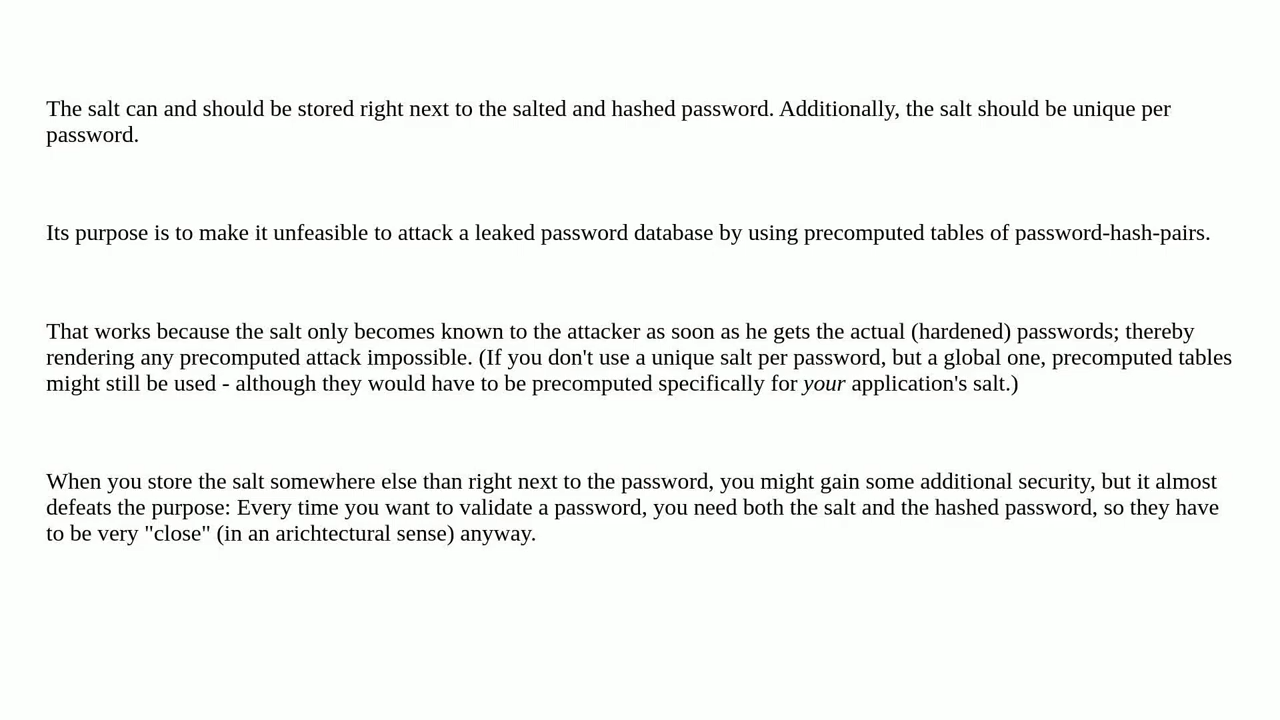 The salt can and should be stored right next to the salted and hashed password. Additionally, the salt should be unique per
password.
Its purpose is to make it unfeasible to attack a leaked password database by using precomputed tables of password-hash-pairs.
That works because the salt only becomes known to the attacker as soon as he gets the actual (hardened) passwords; thereby
rendering any precomputed attack impossible. (If you don't use a unique salt per password, but a global one, precomputed tables
might still be used - although they would have to be precomputed specifically for your application's salt.)
When you store the salt somewhere else than right next to the password, you might gain some additional security, but it almost
defeats the purpose: Every time you want to validate a password, you need both the salt and the hashed password, so they have
to be very "close" (in an arichtectural sense) anyway.